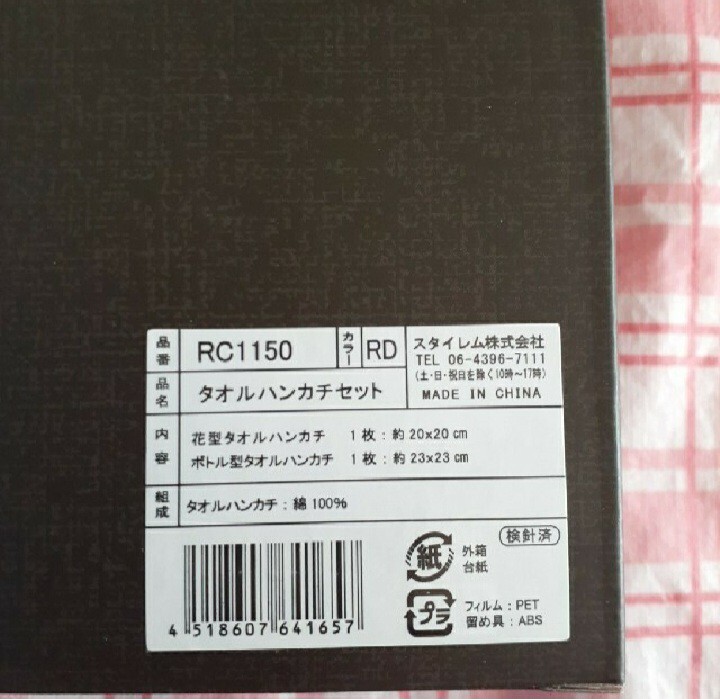 品番 RC1150 カラー RD
スタイレム株式会社
TEL 06-4396-7111
(土・日・祝日を除く10時～17時)
MADE IN CHINA
品名 タオルハンカチセット
内容 花型タオルハンカチ 1枚：約20x20㎝
ボトル型タオルハンカチ 1枚：約23x23㎝
組成 タオルハンカチ：綿100%
検針済
紙 外箱
台紙
プラ フィルム：PET
留め具：ABS
4 518607 641657